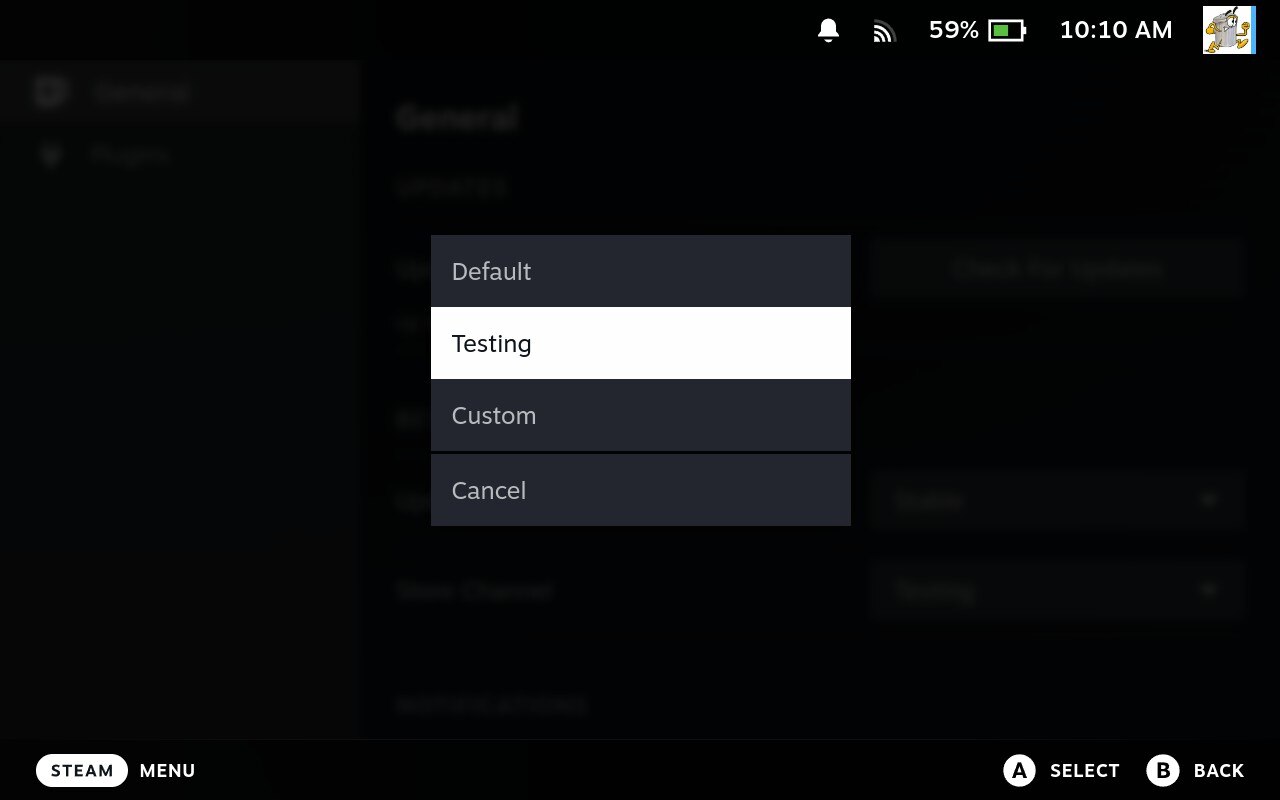 59% 10:10 AM
General
Plugins
General
UPDATES
Check For Updates
Default
Testing
Custom
Cancel
Stable
Store Channel
Testing
NOTIFICATIONS
STEAM MENU
A SELECT B BACK